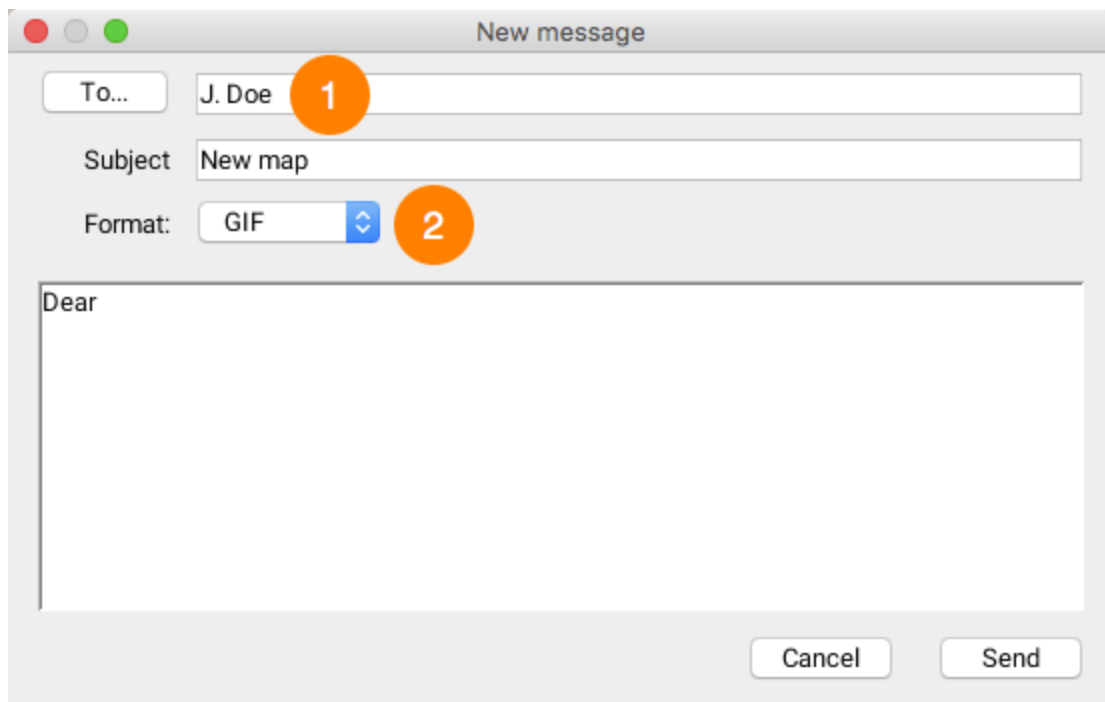 New message
To... J. Doe 1
Subject New map
Format: GIF 2
Dear
Cancel Send